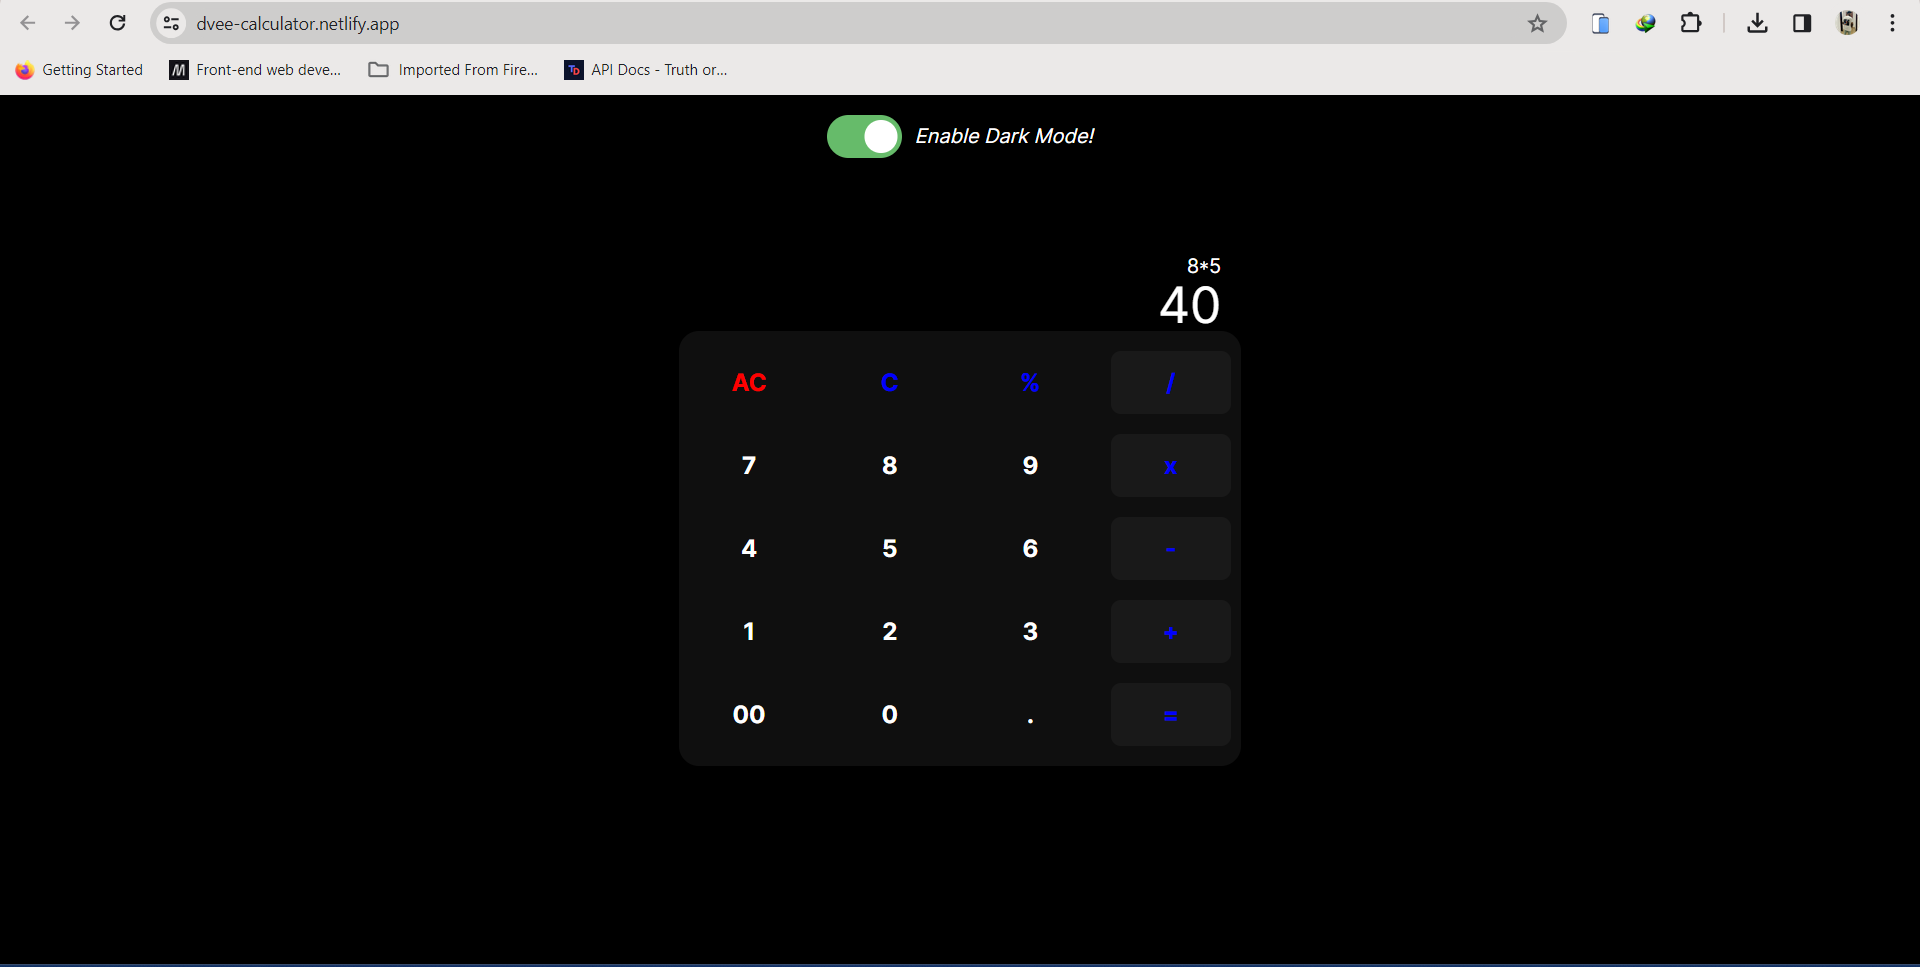 dvee-calculator.netlify.app
Getting Started
Front-end web deve...
Imported From Fire...
TD
API Docs - Truth or...
Enable Dark Mode!
8*5
40
AC C % /
7 8 9 x
4 5 6 -
1 2 3 +
00 0 . =